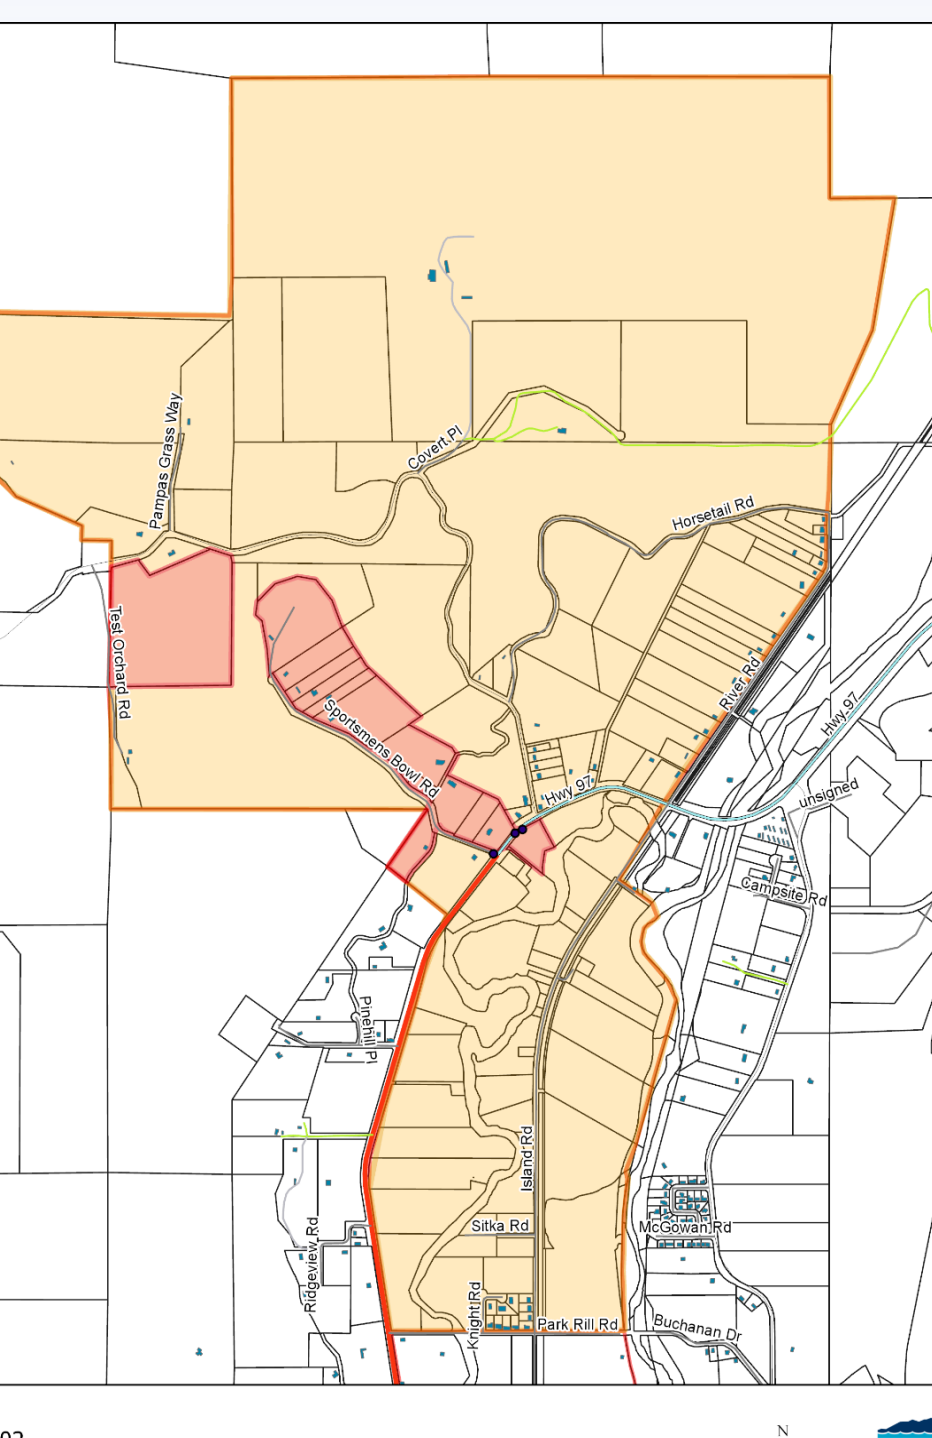 Pampas Grass Way
Covert Pl
Horsetail Rd
Test Orchard Rd
River Rd
Sportsmens Bowl Rd
Hwy 97
Hwy 97
unsigned
Campsite Rd
Pinehill Pl
Island Rd
Sitka Rd
McGowan Rd
Ridgeview Rd
Knight Rd
Park Rill Rd
Buchanan Dr
N